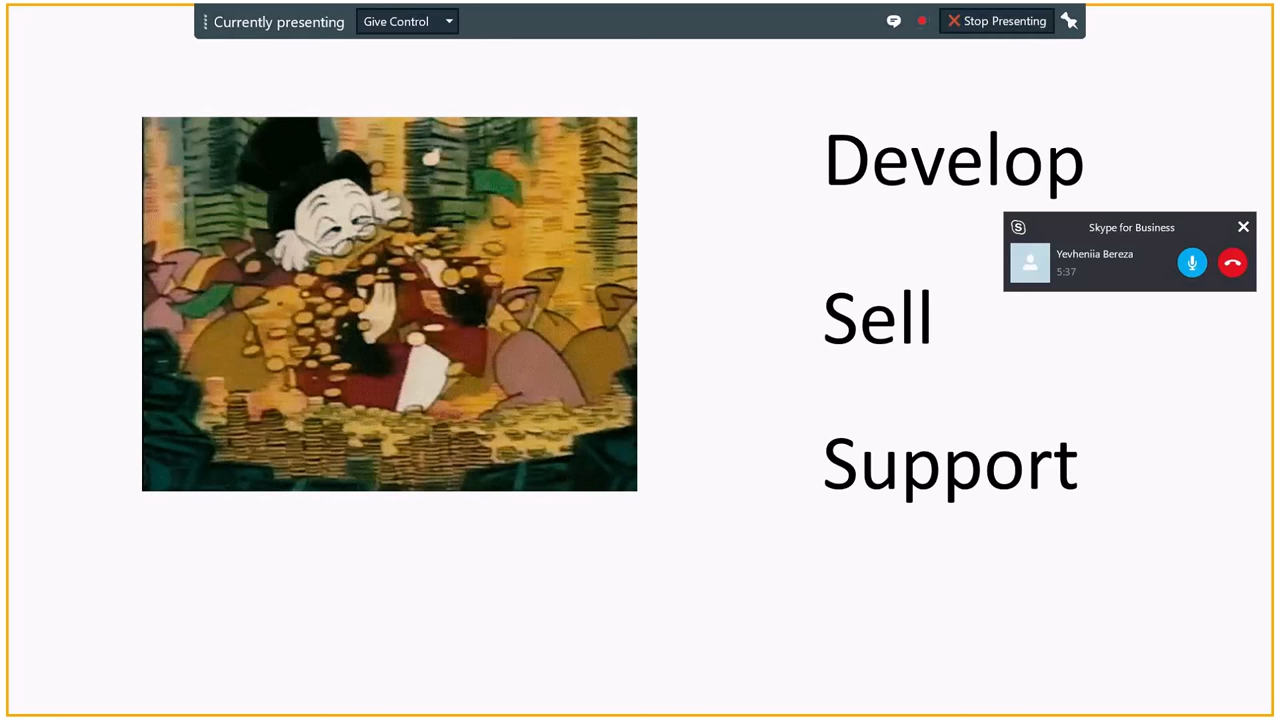 Currently presenting
Give Control
Stop Presenting
Develop
Skype for Business
Yevheniia Bereza
5:37
Sell
Support